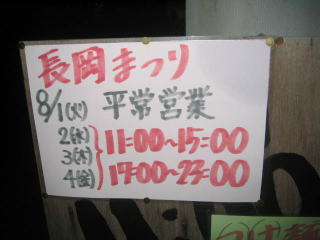 長岡まつり
8/1(火) 平常営業
2(水)
3(木)
4(金)
11:00~15:00
17:00~23:00